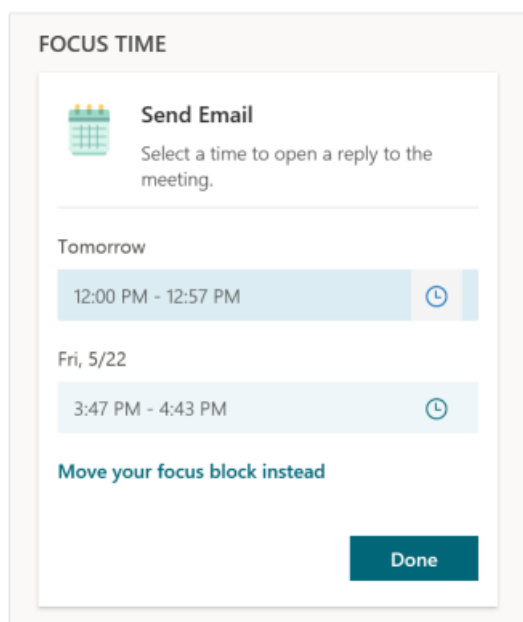 FOCUS TIME
Send Email
Select a time to open a reply to the
meeting.
Tomorrow
12:00 PM - 12:57 PM
Fri, 5/22
3:47 PM - 4:43 PM
Move your focus block instead
Done